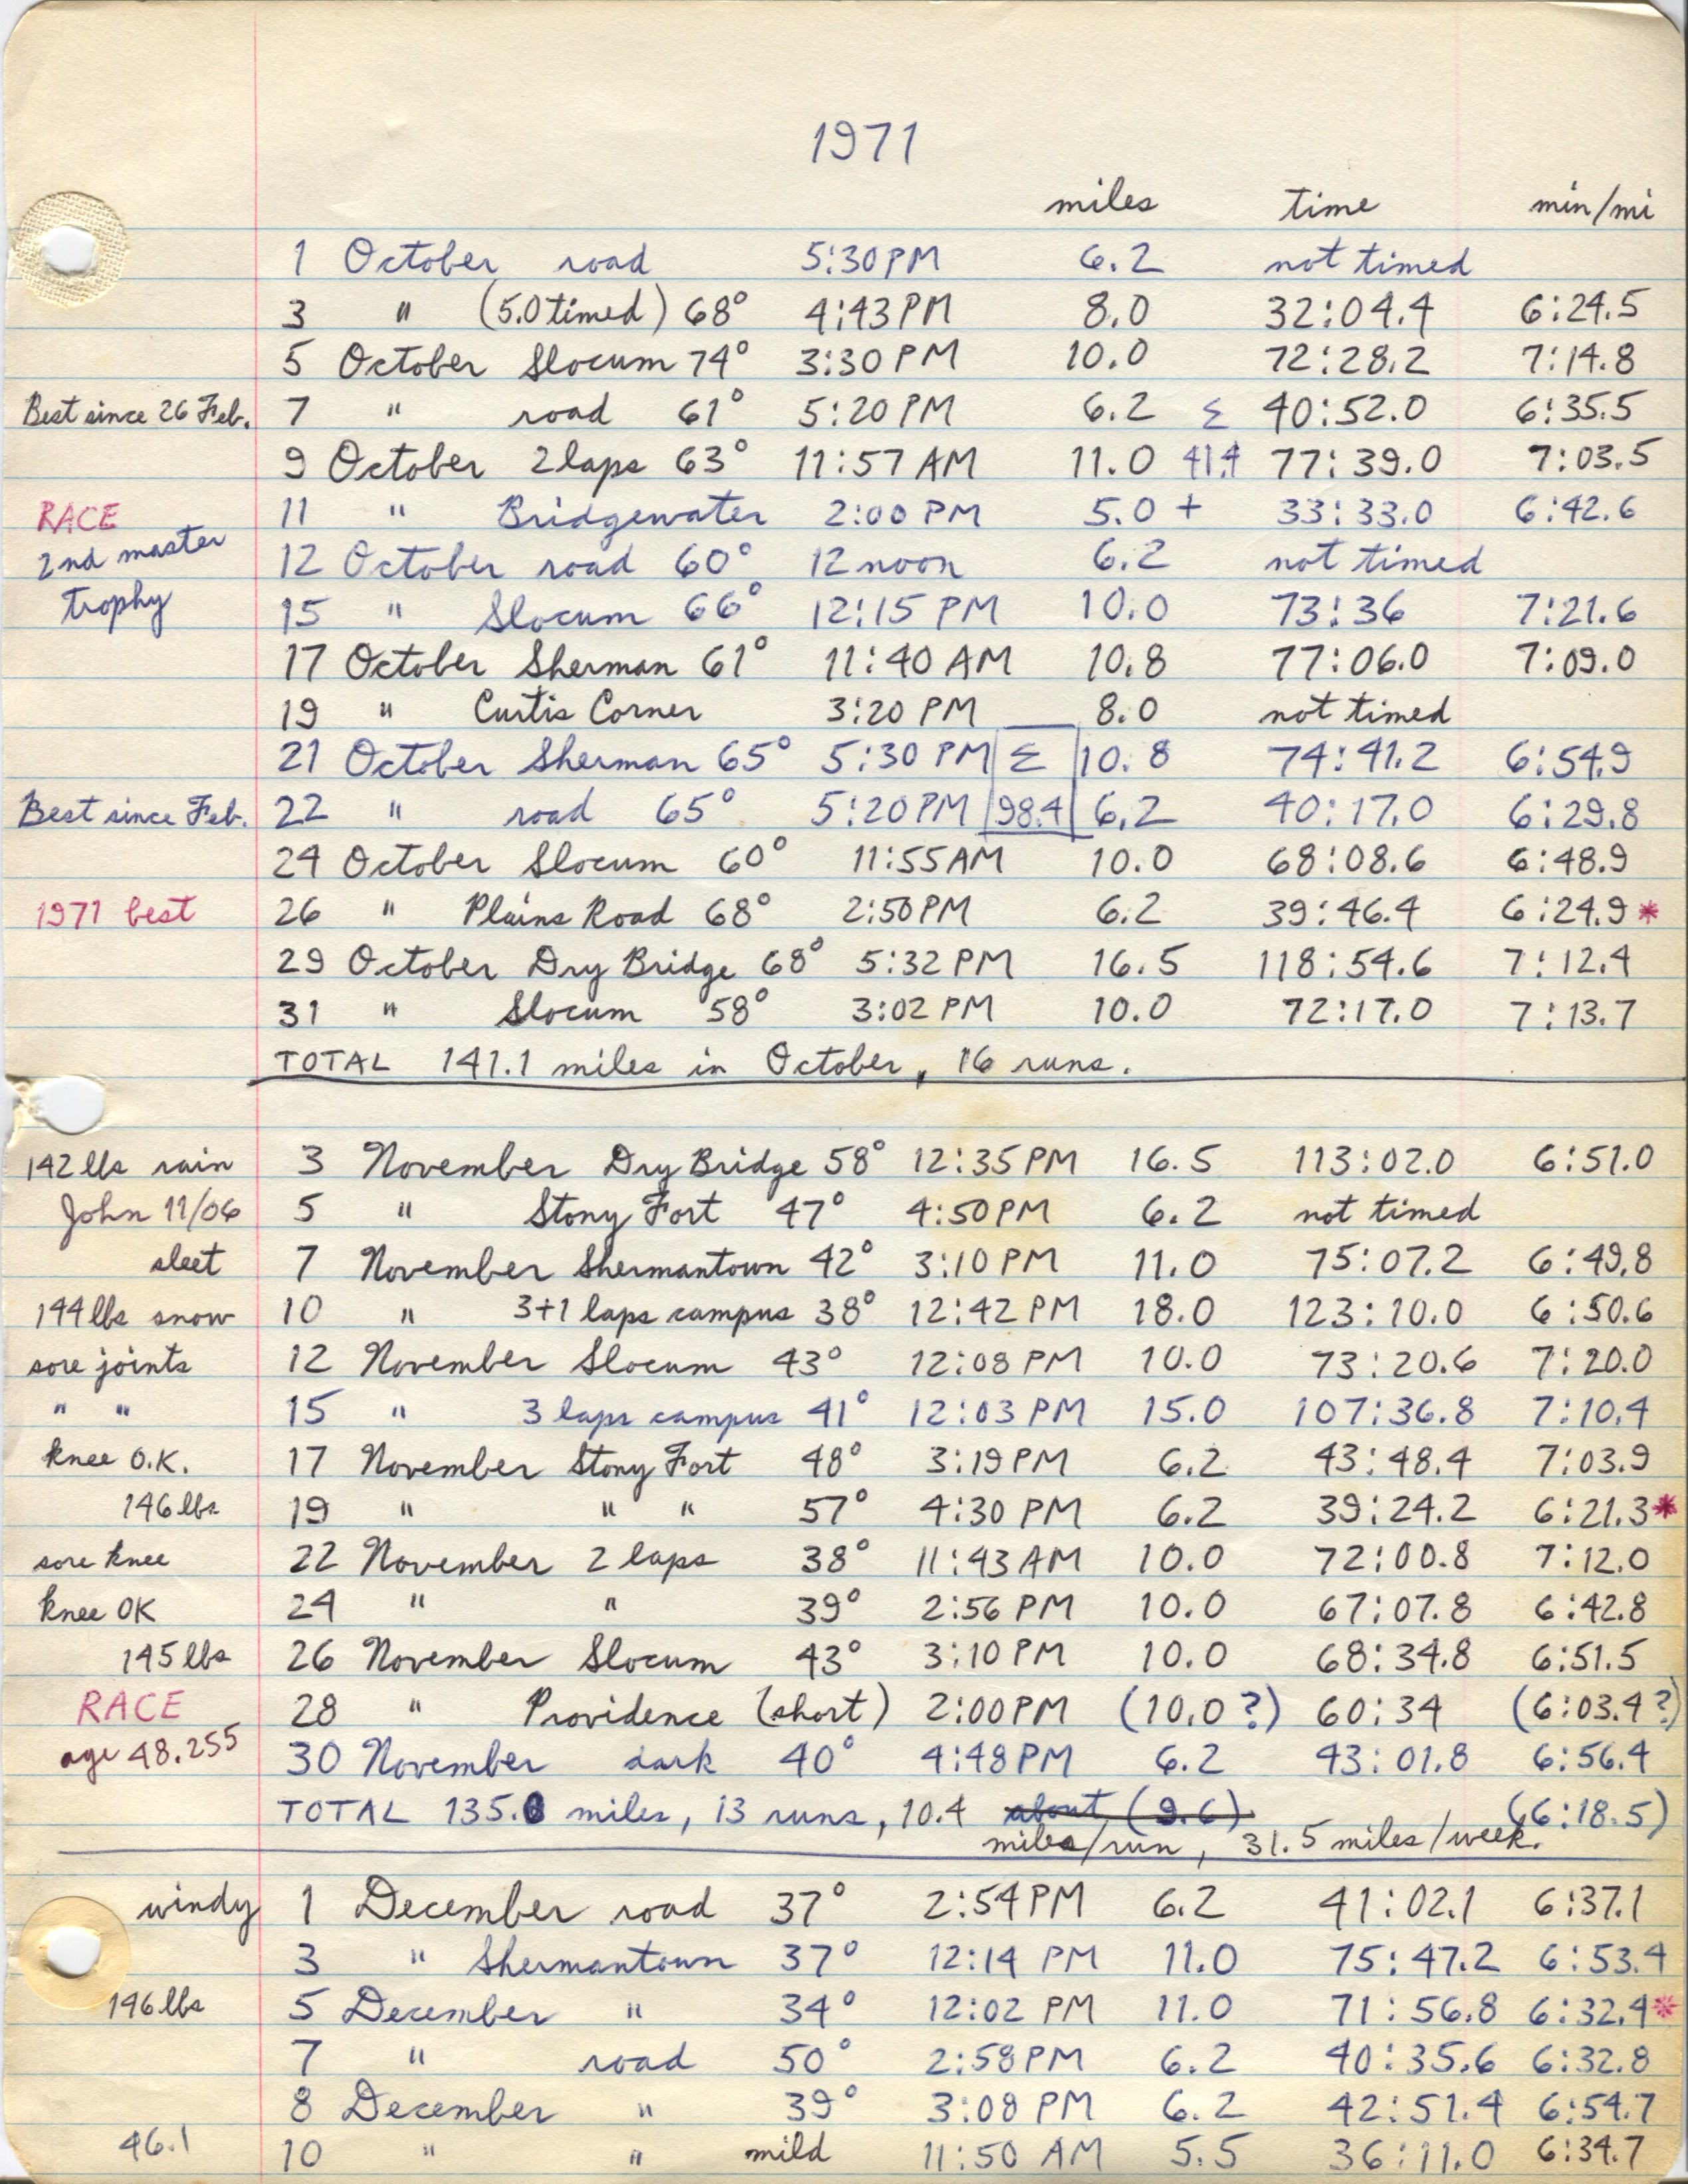 1971
miles time min/mi
1 October road 5:30 PM 6.2 not timed
3 " (5.0 timed) 68° 4:43 PM 8.0 32:04.4 6:24.5
5 October Slocum 74° 3:30 PM 10.0 72:28.2 7:14.8
Best since 26 Feb. 7 " road 61° 5:20 PM 6.2 Σ 40:52.0 6:35.5
9 October 2 laps 63° 11:57 AM 11.0 41.4 77:39.0 7:03.5
RACE 11 " Bridgewater 2:00 PM 5.0 + 33:33.0 6:42.6
2nd master 12 October road 60° 12 noon 6.2 not timed
trophy 15 " Slocum 66° 12:15 PM 10.0 73:36 7:21.6
17 October Sherman 61° 11:40 AM 10.8 77:06.0 7:09.0
19 " Curtis Corner 3:20 PM 8.0 not timed
21 October Sherman 65° 5:30 PM Σ 10.8 74:41.2 6:54.9
Best since Feb. 22 " road 65° 5:20 PM 98.4 6.2 40:17.0 6:29.8
24 October Slocum 60° 11:55 AM 10.0 68:08.6 6:48.9
1971 best 26 " Plains Road 68° 2:50 PM 6.2 39:46.4 6:24.9 *
29 October Dry Bridge 68° 5:32 PM 16.5 118:54.6 7:12.4
31 " Slocum 58° 3:02 PM 10.0 72:17.0 7:13.7
TOTAL 141.1 miles in October, 16 runs.
142 lbs rain 3 November Dry Bridge 58° 12:35 PM 16.5 113:02.0 6:51.0
John 11/06 5 " Stony Fort 47° 4:50 PM 6.2 not timed
sleet 7 November Shermantown 42° 3:10 PM 11.0 75:07.2 6:49.8
144 lbs snow 10 " 3+1 laps campus 38° 12:42 PM 18.0 123:10.0 6:50.6
sore joints 12 November Slocum 43° 12:08 PM 10.0 73:20.6 7:20.0
" " 15 " 3 laps campus 41° 12:03 PM 15.0 107:36.8 7:10.4
knee O.K. 17 November Stony Fort 48° 3:19 PM 6.2 43:48.4 7:03.9
146 lbs 19 " " " 57° 4:30 PM 6.2 39:24.2 6:21.3 *
sore knee 22 November 2 laps 38° 11:43 AM 10.0 72:00.8 7:12.0
knee OK 24 " " 39° 2:56 PM 10.0 67:07.8 6:42.8
145 lbs 26 November Slocum 43° 3:10 PM 10.0 68:34.8 6:51.5
RACE 28 " Providence (short) 2:00 PM (10.0 ?) 60:34 (6:03.4 ?)
age 48.255 30 November dark 40° 4:48 PM 6.2 43:01.8 6:56.4
TOTAL 135.0 miles, 13 runs, 10.4 about (9.6) (6:18.5)
miles/run, 31.5 miles/week.
windy 1 December road 37° 2:54 PM 6.2 41:02.1 6:37.1
3 " Shermantown 37° 12:14 PM 11.0 75:47.2 6:53.4
146 lbs 5 December " 34° 12:02 PM 11.0 71:56.8 6:32.4 *
7 " road 50° 2:58 PM 6.2 40:35.6 6:32.8
8 December " 39° 3:08 PM 6.2 42:51.4 6:54.7
46.1 10 " " mild 11:50 AM 5.5 36:11.0 6:34.7